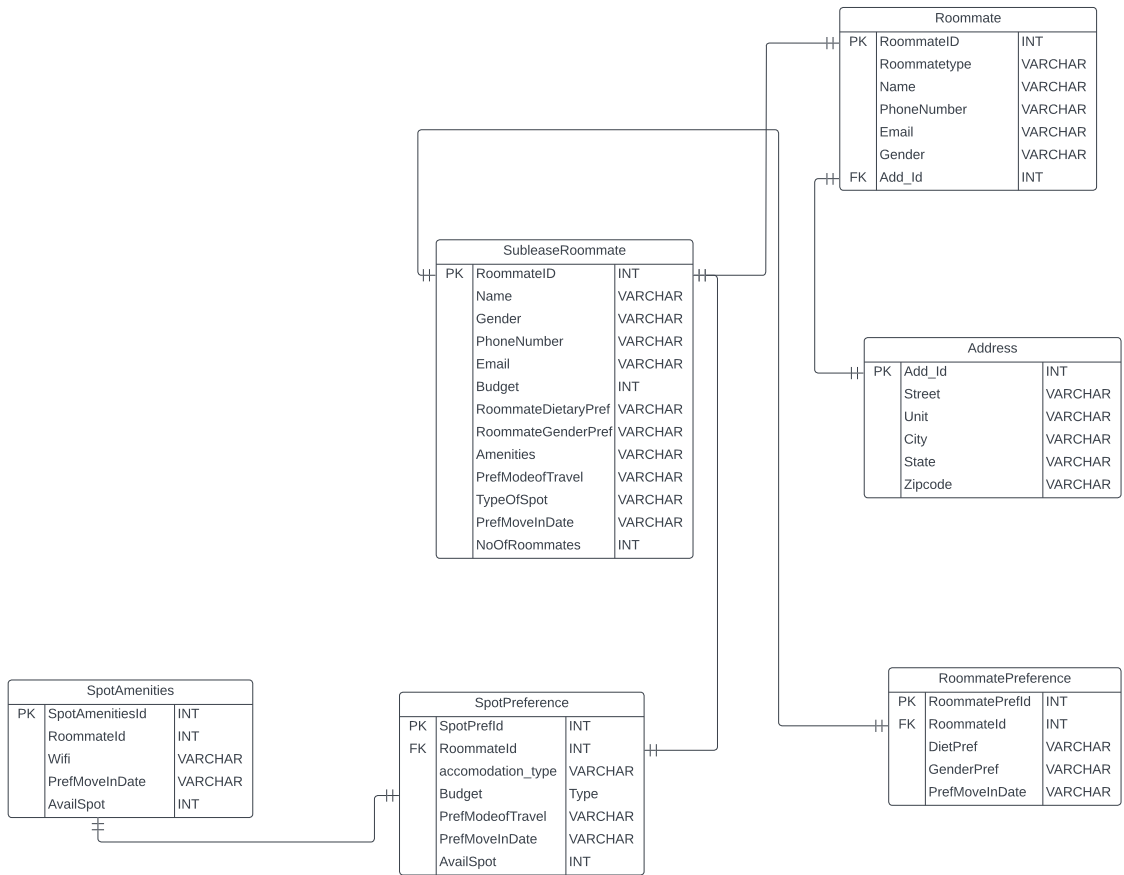 Roommate
PK RoommateID INT
Roommatetype VARCHAR
Name VARCHAR
PhoneNumber VARCHAR
Email VARCHAR
Gender VARCHAR
FK Add_Id INT
SubleaseRoommate
PK RoommateID INT
Name VARCHAR
Gender VARCHAR
PhoneNumber VARCHAR
Email VARCHAR
Budget INT
RoommateDietaryPref VARCHAR
RoommateGenderPref VARCHAR
Amenities VARCHAR
PrefModeofTravel VARCHAR
TypeOfSpot VARCHAR
PrefMoveInDate VARCHAR
NoOfRoommates INT
Address
PK Add_Id INT
Street VARCHAR
Unit VARCHAR
City VARCHAR
State VARCHAR
Zipcode VARCHAR
SpotAmenities
PK SpotAmenitiesId INT
RoommateId INT
Wifi VARCHAR
PrefMoveInDate VARCHAR
AvailSpot INT
SpotPreference
PK SpotPrefId INT
FK RoommateId INT
accomodation_type VARCHAR
Budget Type
PrefModeofTravel VARCHAR
PrefMoveInDate VARCHAR
AvailSpot INT
RoommatePreference
PK RoommatePrefId INT
FK RoommateId INT
DietPref VARCHAR
GenderPref VARCHAR
PrefMoveInDate VARCHAR